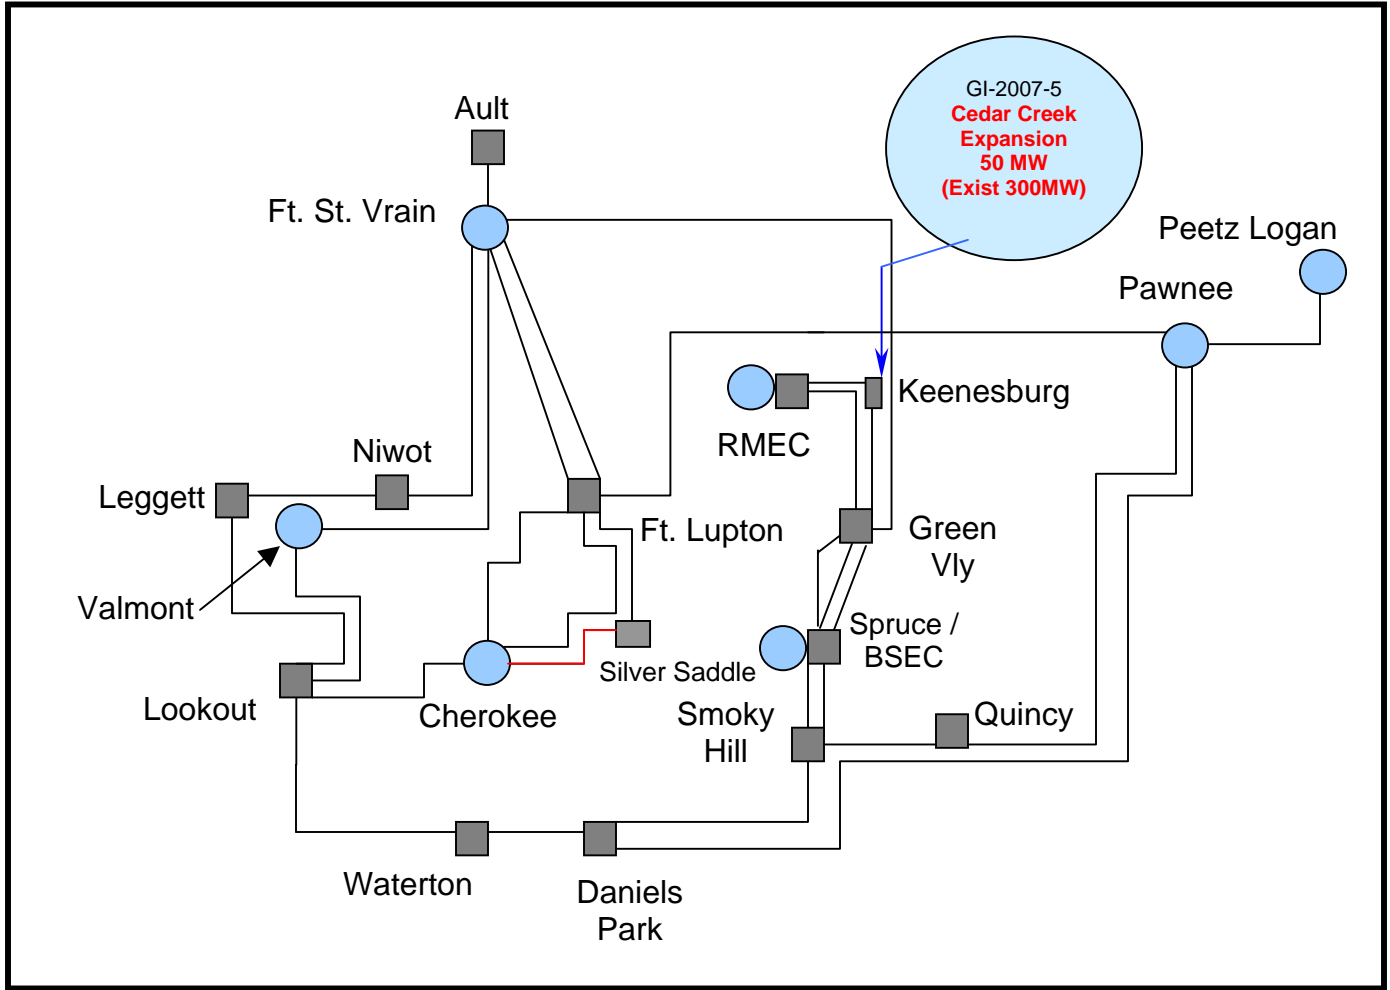 GI-2007-5
Cedar Creek
Expansion
50 MW
(Exist 300MW)
Ault
Ft. St. Vrain
Peetz Logan
Pawnee
Keenesburg
RMEC
Niwot
Leggett
Ft. Lupton
Green
Vly
Valmont
Spruce /
BSEC
Silver Saddle
Lookout
Cherokee
Smoky
Hill
Quincy
Waterton
Daniels
Park